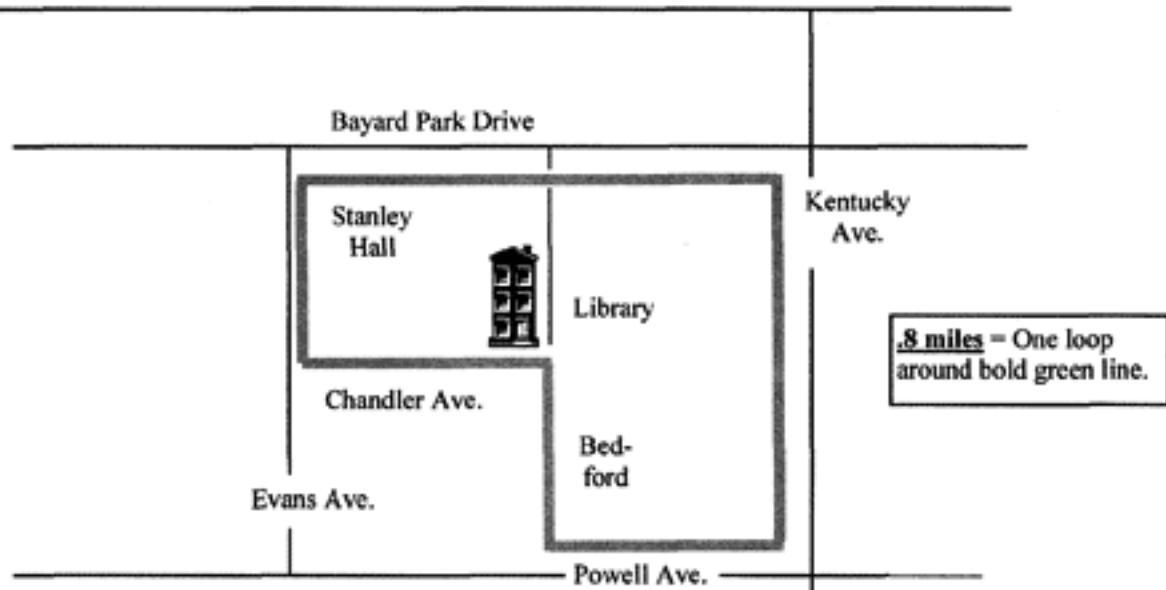 Bayard Park Drive
Stanley
Hall
Kentucky
Ave.
Library
.8 miles = One loop
around bold green line.
Chandler Ave.
Bed-
ford
Evans Ave.
Powell Ave.